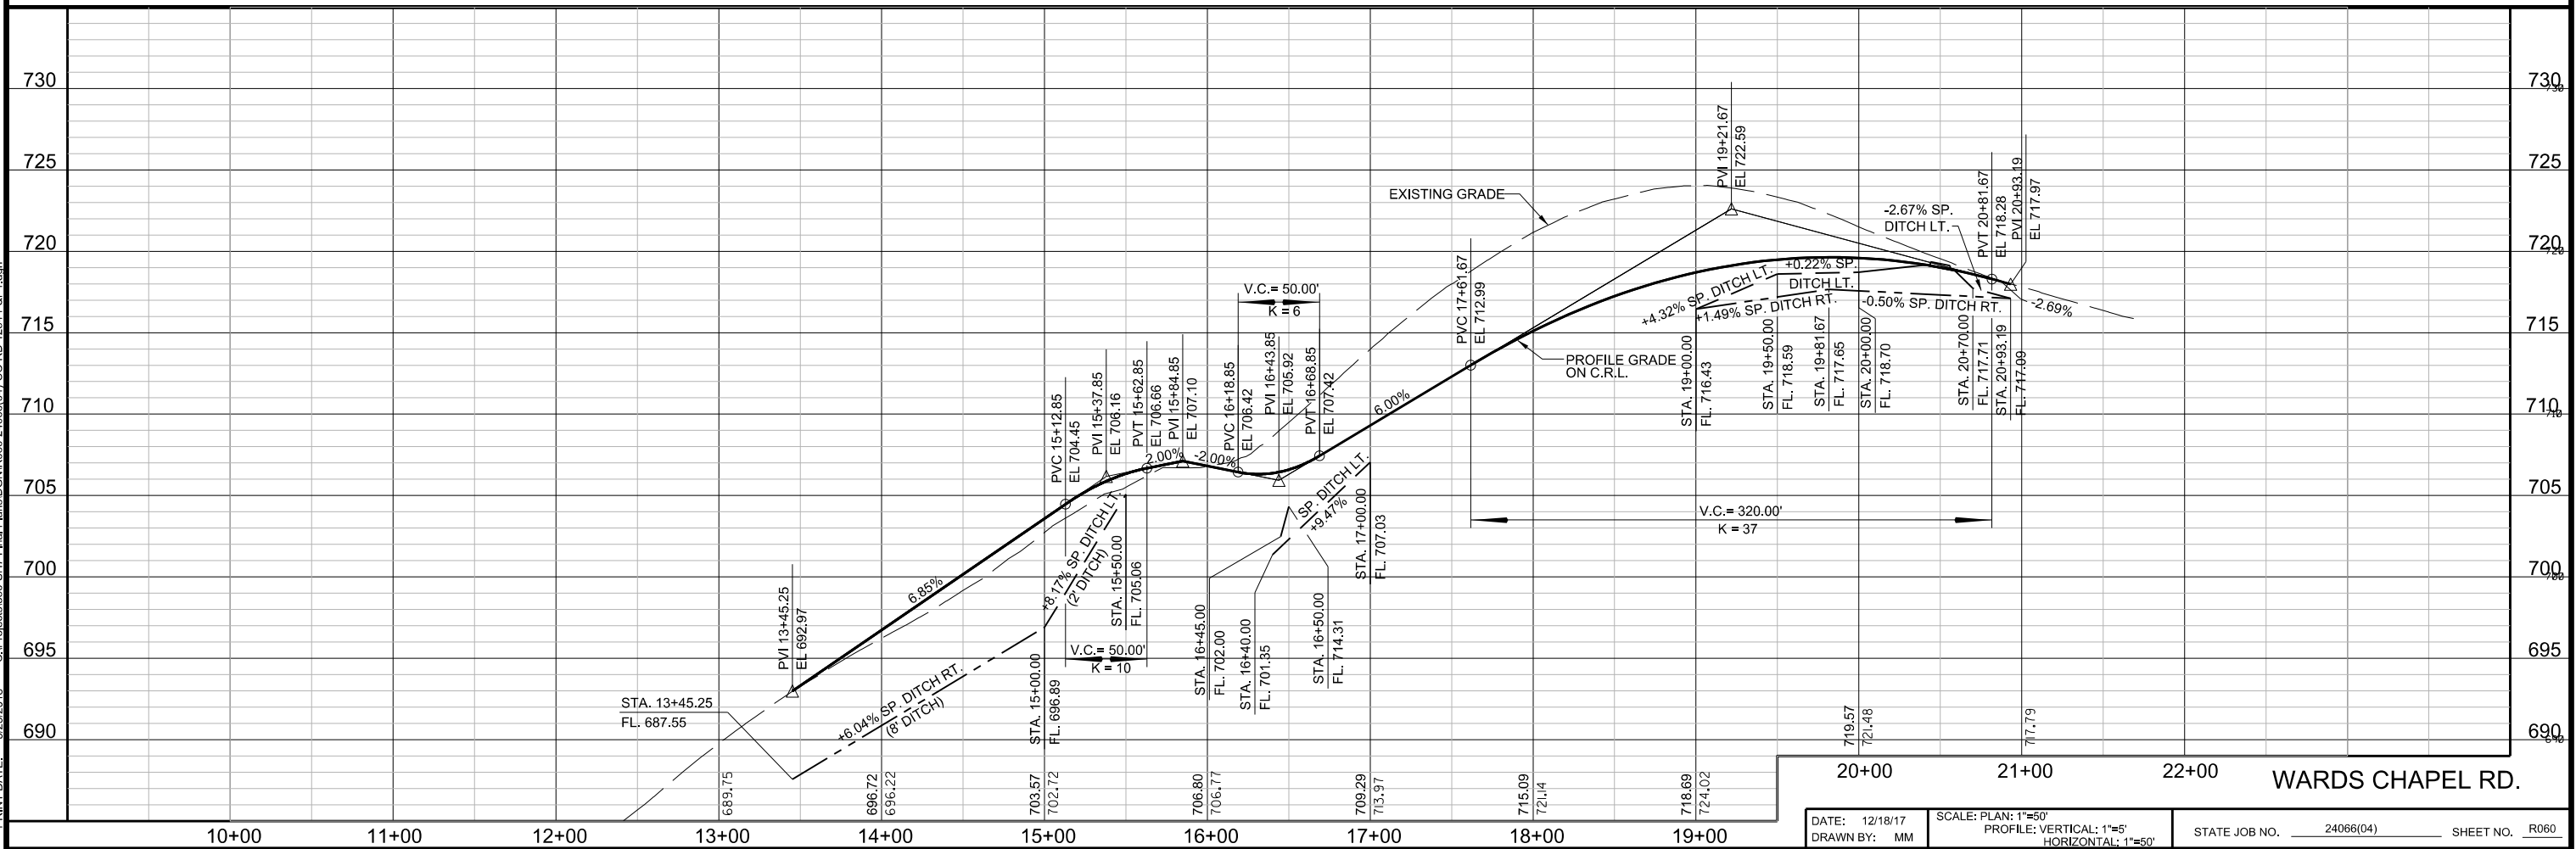 730
725
720
715
710
705
700
695
690
730
730
725
720
720
715
710
710
705
700
700
695
690
690
EXISTING GRADE
PROFILE GRADE
ON C.R.L.
PVI 13+45.25
EL 692.97
STA. 13+45.25
FL. 687.55
6.85%
+6.04% SP. DITCH RT.
(8' DITCH)
STA. 15+00.00
FL. 696.89
PVC 15+12.85
EL 704.45
PVI 15+37.85
EL 706.16
PVT 15+62.85
EL 706.66
PVI 15+84.85
EL 707.10
2.00%
-2.00%
+8.17% SP. DITCH LT.
(2' DITCH)
STA. 15+50.00
FL. 705.06
V.C.= 50.00'
K = 10
V.C.= 50.00'
K = 6
PVC 16+18.85
EL 706.42
PVI 16+43.85
EL 705.92
PVT 16+68.85
EL 707.42
SP. DITCH LT.
+9.47%
STA. 16+45.00
FL. 702.00
STA. 16+40.00
FL. 701.35
STA. 16+50.00
FL. 714.31
STA. 17+00.00
FL. 707.03
6.00%
PVC 17+61.67
EL 712.99
V.C.= 320.00'
K = 37
PVI 19+21.67
EL 722.59
+4.32% SP. DITCH LT.
+0.22% SP.
DITCH LT.
+1.49% SP. DITCH RT.
-0.50% SP. DITCH RT.
-2.67% SP.
DITCH LT.
-2.69%
PVT 20+81.67
EL 718.28
PVI 20+93.19
EL 717.97
STA. 19+00.00
FL. 716.43
STA. 19+50.00
FL. 718.59
STA. 19+81.67
FL. 717.65
STA. 20+00.00
FL. 718.70
STA. 20+70.00
FL. 717.71
STA. 20+93.19
FL. 717.09
689.75
696.72
696.22
703.57
702.72
706.80
706.77
709.29
713.97
715.09
721.14
718.69
724.02
719.57
721.48
717.79
10+00
11+00
12+00
13+00
14+00
15+00
16+00
17+00
18+00
19+00
20+00
21+00
22+00
WARDS CHAPEL RD.
DATE: 12/18/17
DRAWN BY: MM
SCALE: PLAN: 1"=50'
PROFILE: VERTICAL: 1"=5'
HORIZONTAL: 1"=50'
STATE JOB NO. 24066(04)
SHEET NO. R060